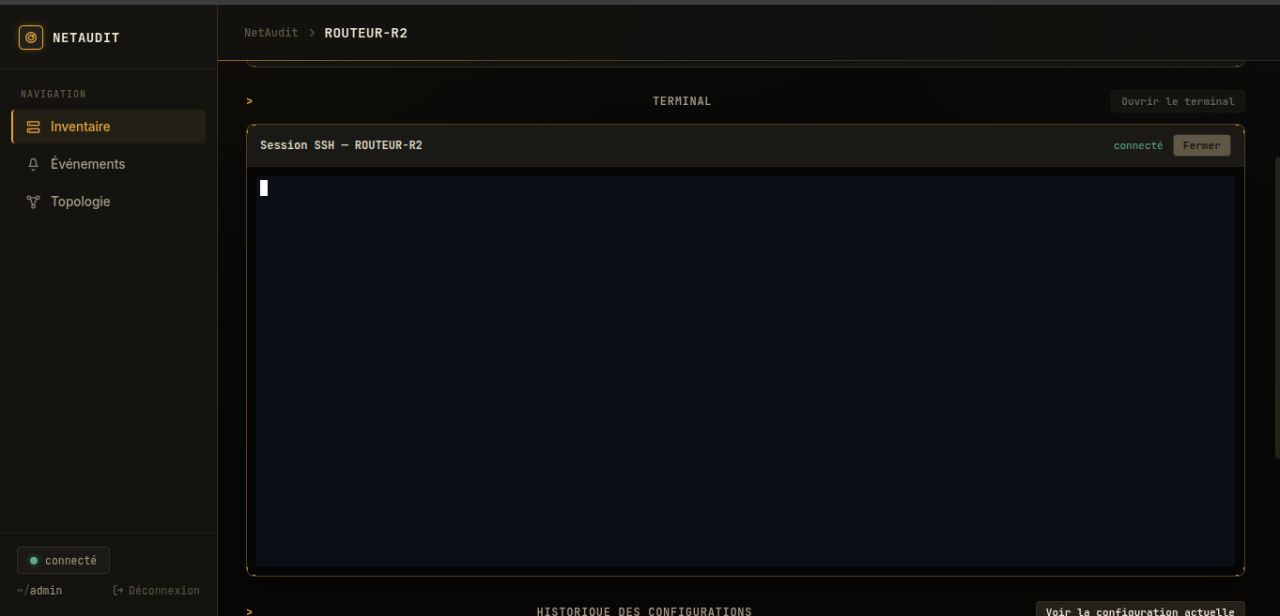 NETAUDIT
NetAudit > ROUTEUR-R2
NAVIGATION
Inventaire
Événements
Topologie
> TERMINAL Ouvrir le terminal
Session SSH — ROUTEUR-R2 connecté Fermer
connecté
~/admin Déconnexion
> HISTORIQUE DES CONFIGURATIONS Voir la configuration actuelle